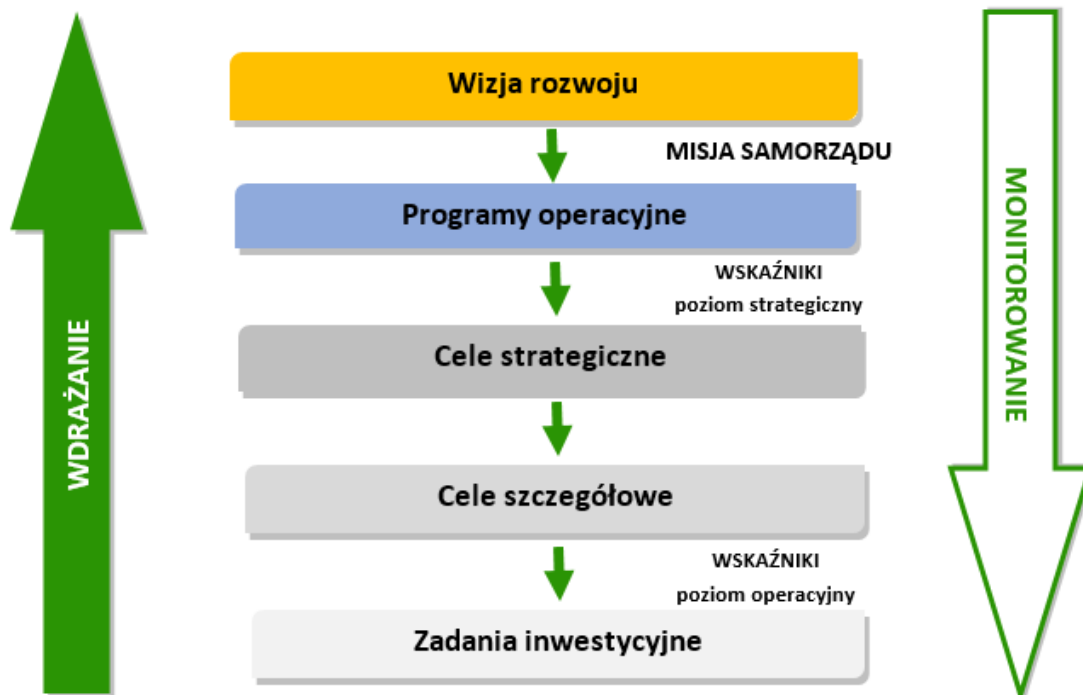 Wizja rozwoju
MISJA SAMORZĄDU
Programy operacyjne
WSKAŹNIKI
poziom strategiczny
Cele strategiczne
Cele szczegółowe
WSKAŹNIKI
poziom operacyjny
Zadania inwestycyjne
WDRAŻANIE
MONITOROWANIE